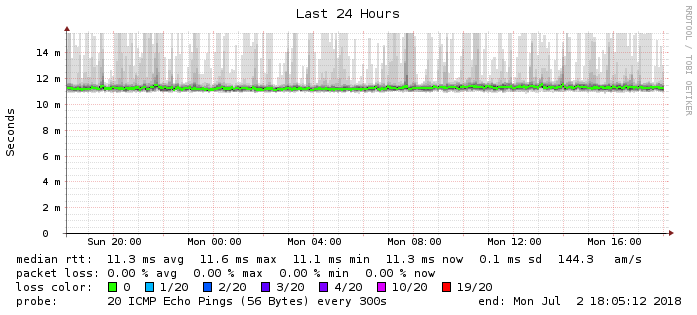 Last 24 Hours
RRDTOOL / TOBI OETIKER
Seconds
14 m
12 m
10 m
8 m
6 m
4 m
2 m
0
Sun 20:00 Mon 00:00 Mon 04:00 Mon 08:00 Mon 12:00 Mon 16:00
median rtt: 11.3 ms avg 11.6 ms max 11.1 ms min 11.3 ms now 0.1 ms sd 144.3 am/s
packet loss: 0.00 % avg 0.00 % max 0.00 % min 0.00 % now
loss color: 0 1/20 2/20 3/20 4/20 10/20 19/20
probe: 20 ICMP Echo Pings (56 Bytes) every 300s end: Mon Jul 2 18:05:12 2018